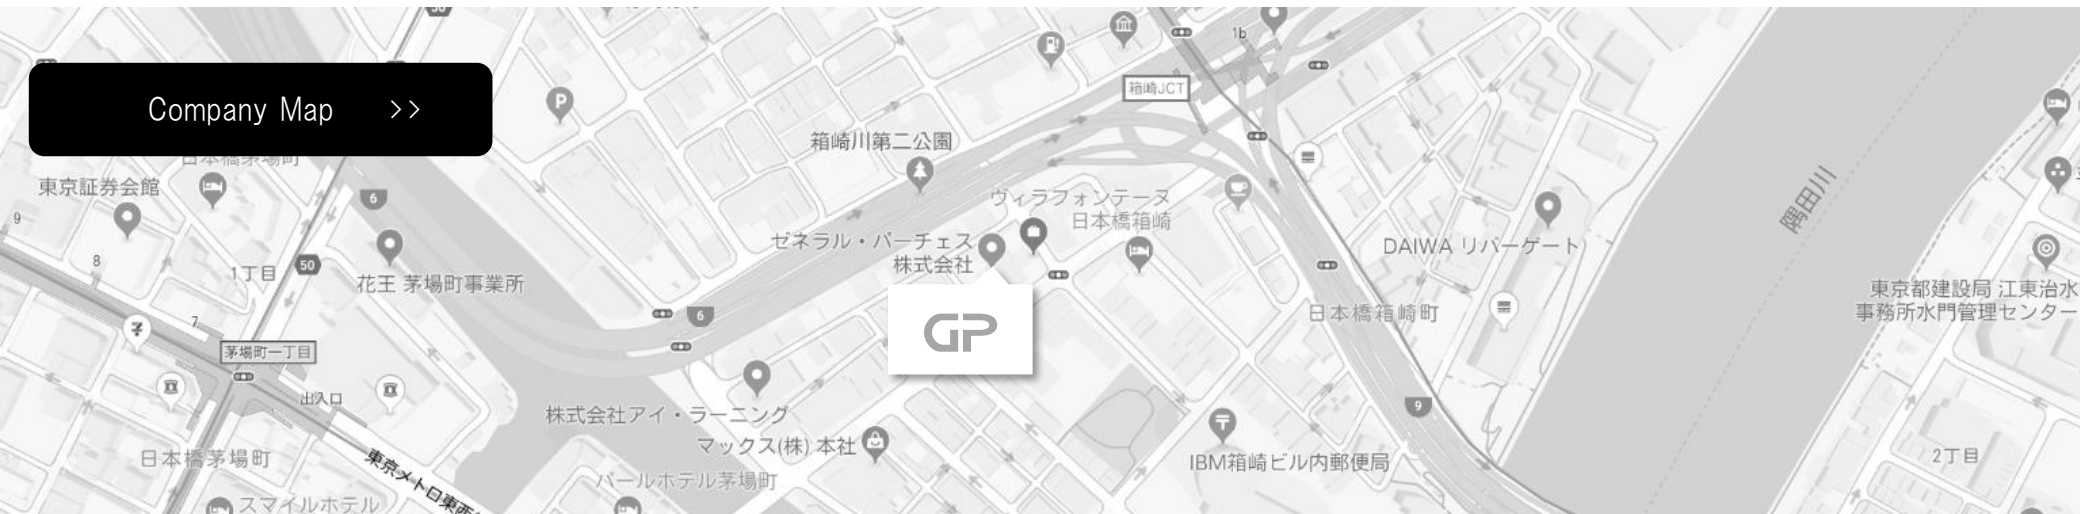 50
1b
箱崎JCT
Company Map >>
箱崎川第二公園
日本橋茅場町
東京証券会館
6
ヴィラフォンテーヌ
日本橋箱崎
隅田川
9
ゼネラル・パーチェス
株式会社
DAIWA リバーゲート
8
1丁目
50
花王 茅場町事業所
東京都建設局 江東治水
事務所水門管理センター
日本橋箱崎町
7
6
GP
茅場町一丁目
出入口
株式会社アイ・ラーニング
9
マックス(株) 本社
日本橋茅場町
IBM箱崎ビル内郵便局
2丁目
パールホテル茅場町
東京メトロ東西
スマイルホテル